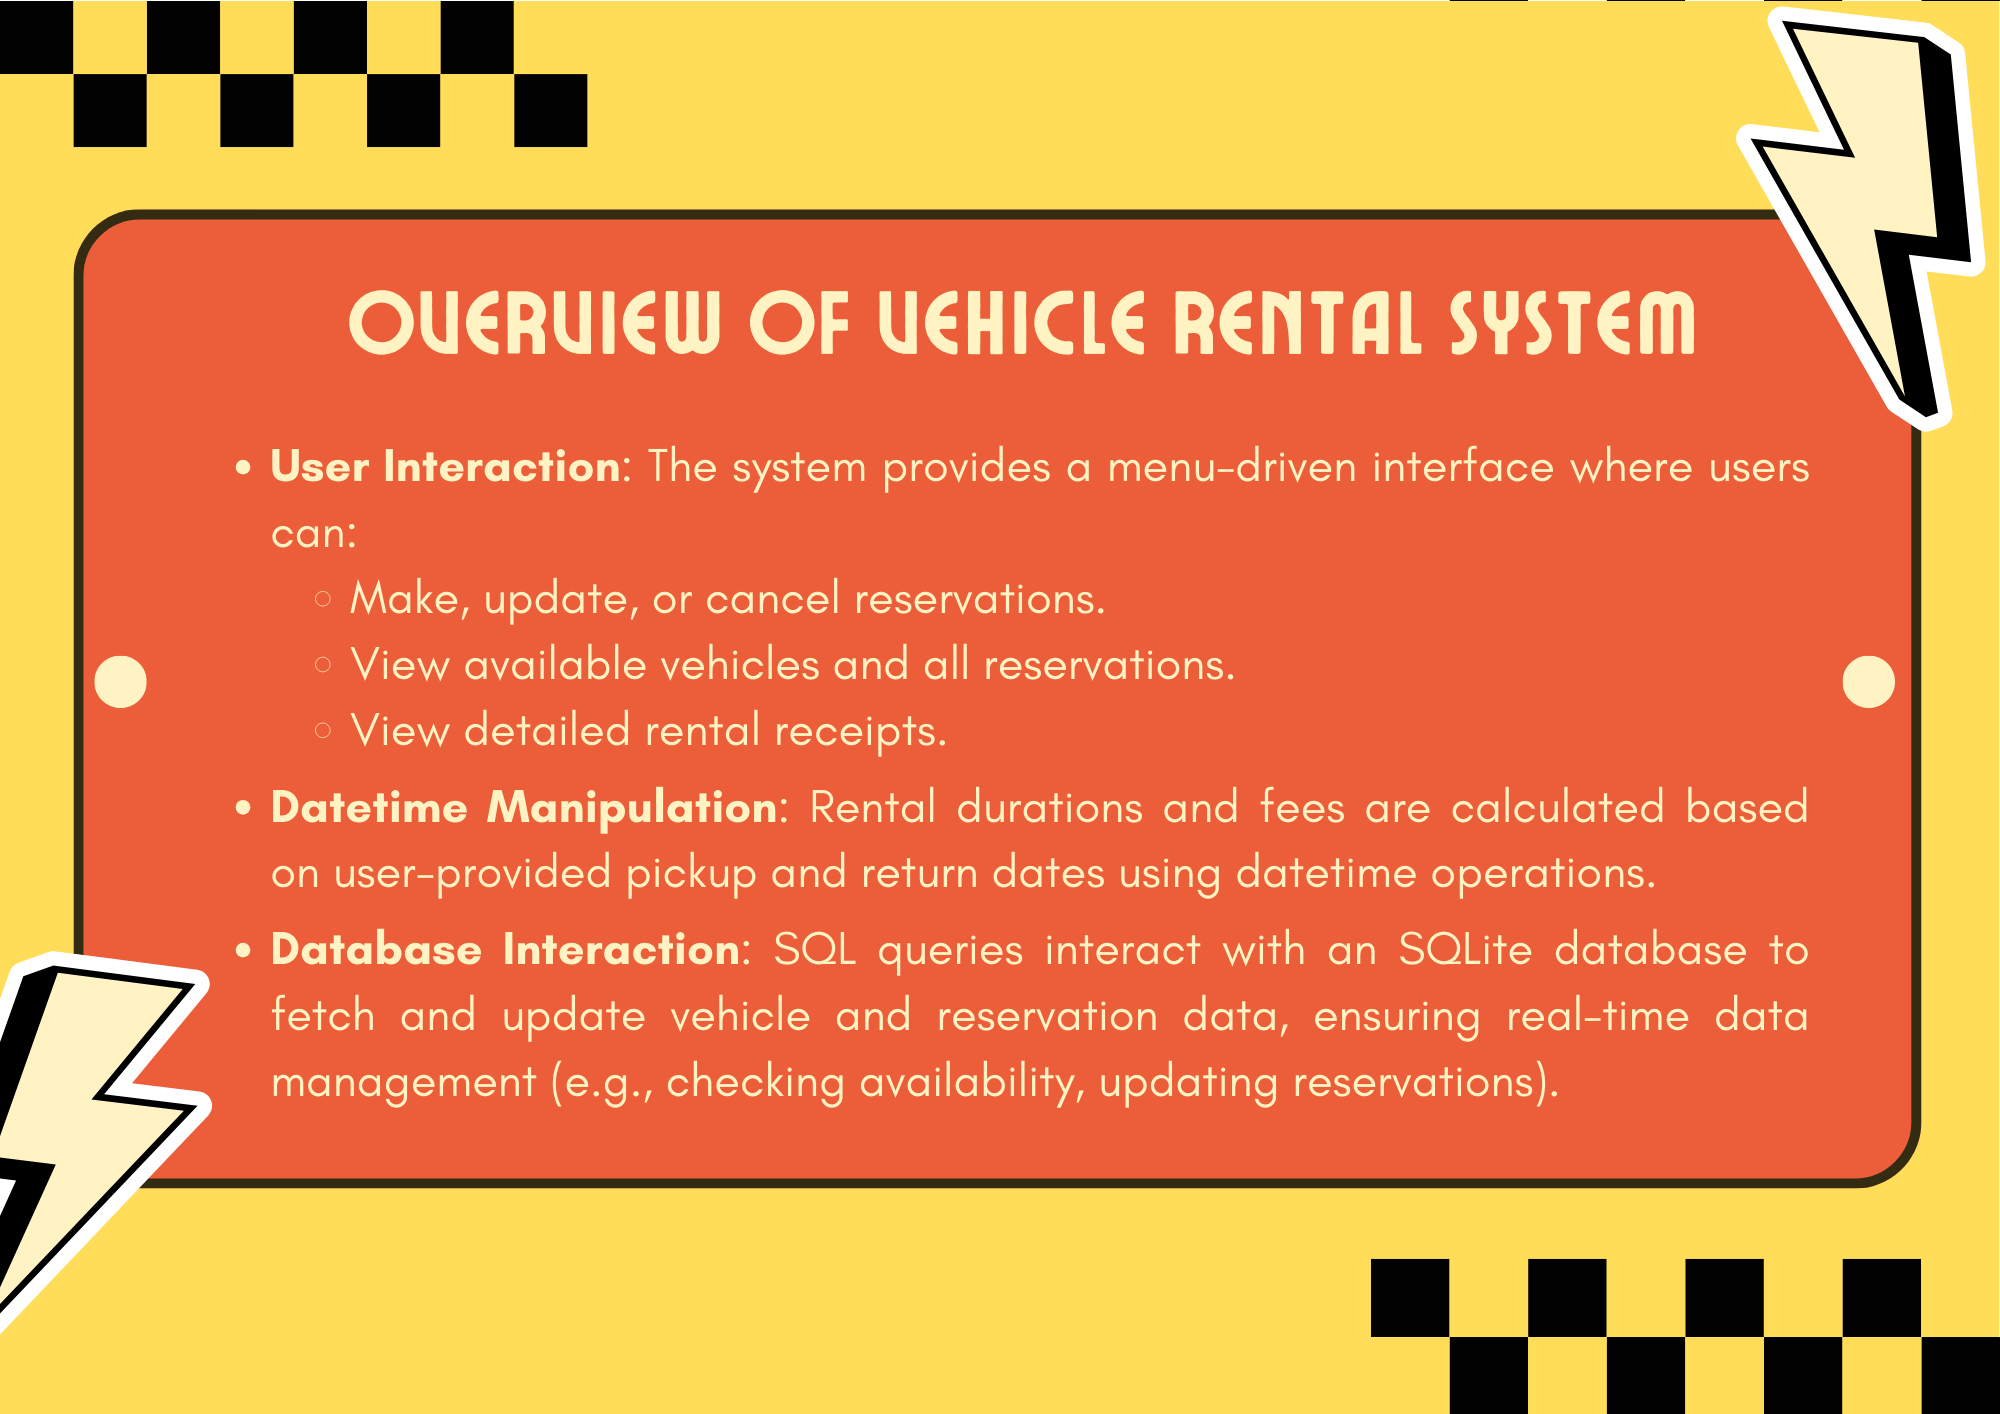 OVERVIEW OF VEHICLE RENTAL SYSTEM
• User Interaction: The system provides a menu-driven interface where users
can:
◦ Make, update, or cancel reservations.
◦ View available vehicles and all reservations.
◦ View detailed rental receipts.
• Datetime Manipulation: Rental durations and fees are calculated based
on user-provided pickup and return dates using datetime operations.
• Database Interaction: SQL queries interact with an SQLite database to
fetch and update vehicle and reservation data, ensuring real-time data
management (e.g., checking availability, updating reservations).